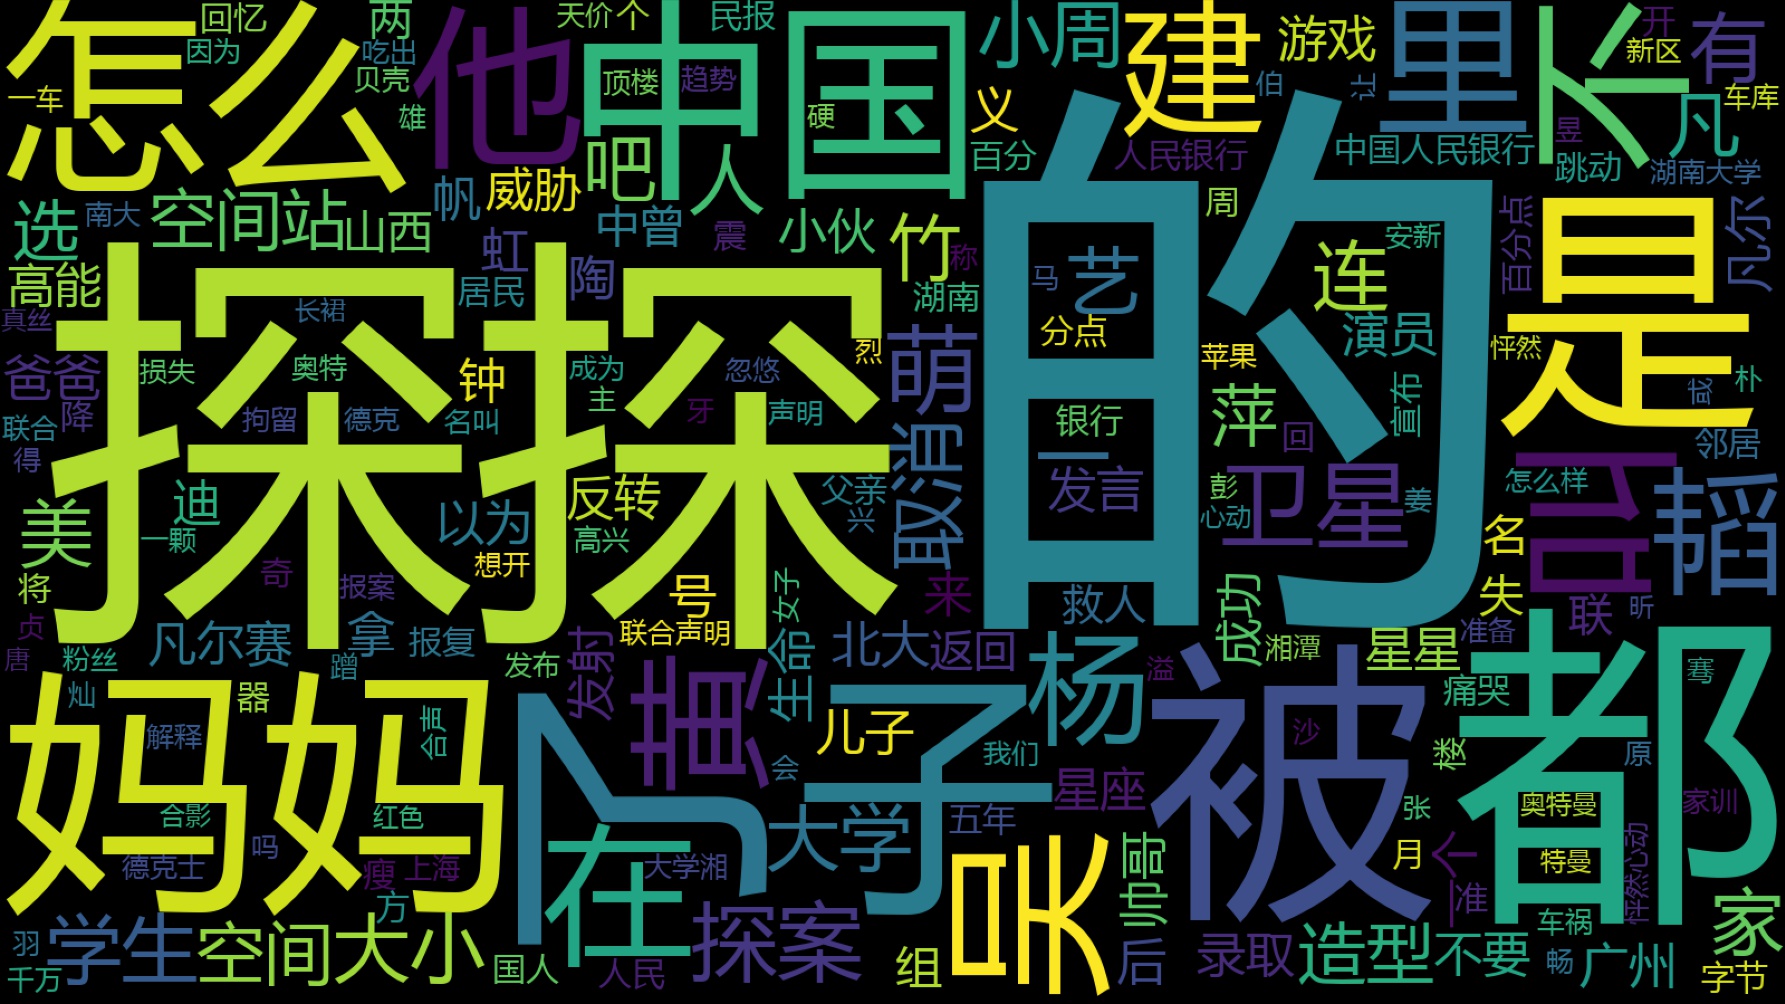 怎么
回忆
因为
一车
两
吃出
贝壳
雄
他
中国
天价
个
民报
顶楼
趋势
硬
吧
人
小周
义
百分
建
伯
游戏
让
里
不
开
新区
有
车库
凡
昱
跳动
湖南大学
人民银行
中国人民银行
选
南大
空间站
山西
帆
威胁
中曾
震
小伙
竹
称
周
的
安新
百分点
是
凡尔
高能
真丝
虹
居民
陶
湖南
马
艺
分点
连
演员
怦然
长裙
探探
爸爸
降
损失
奥特
钟
成为
主
忽悠
烈
萌
苹果
宣布
朴
联合
得
拘留
德克
名叫
牙
声明
银行
一
发言
萍
回
邻居
美
迪
一颗
以为
反转
高兴
父亲
兴
取消
卫星
彭
心动
姜
怎么样
名
失
韬
将
奇
报案
想开
号
联合声明
女子
来
救人
成功
湘潭
联
昕
贞
唐
粉丝
凡尔赛
蹭
拿
报复
发布
发射
生命
北大
返回
杨
溢
星星
准备
痛哭
骞
妈妈
灿
解释
器
合声
合影
红色
德克士
吗
瘦
上海
方
寅
儿子
会
子
我们
星座
五年
大学
被
沙
都
楼
原
张
月
个
奥特曼
特曼
家训
怦然心动
在
大学湘
吴
帅哥
准
羽
千万
学生
空间
大小
国人
人民
探案
组
后
录取
造型
不要
车祸
畅
广州
家
字节